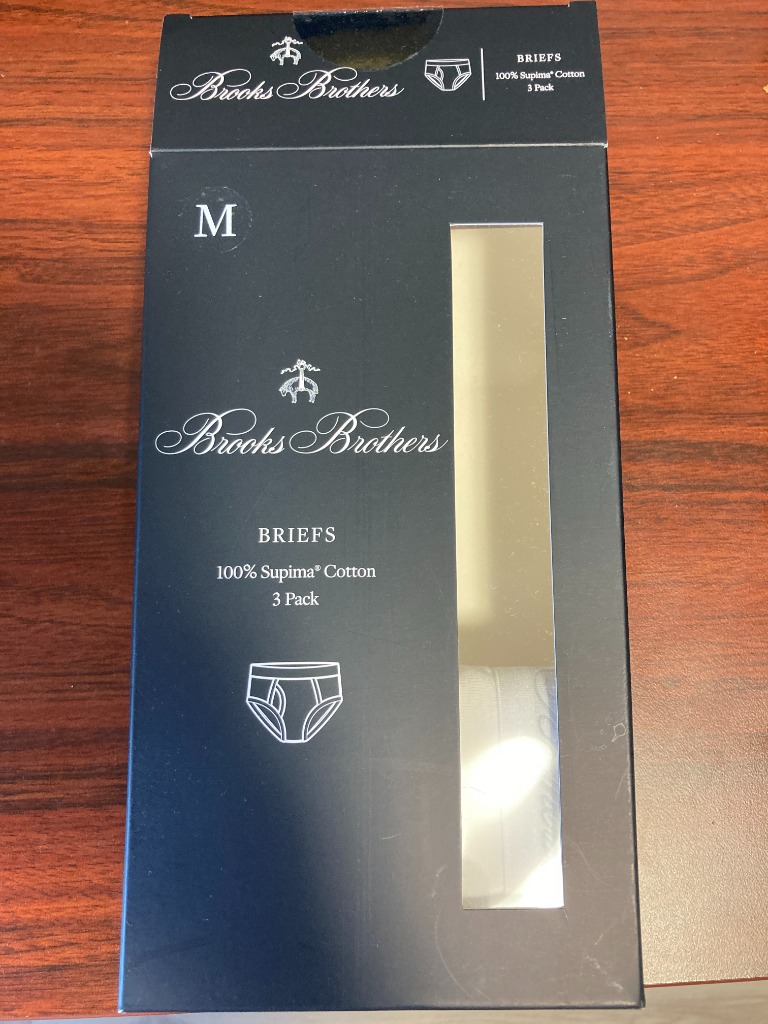 Brooks Brothers
BRIEFS
100% Supima® Cotton
3 Pack
M
Brooks Brothers
BRIEFS
100% Supima® Cotton
3 Pack